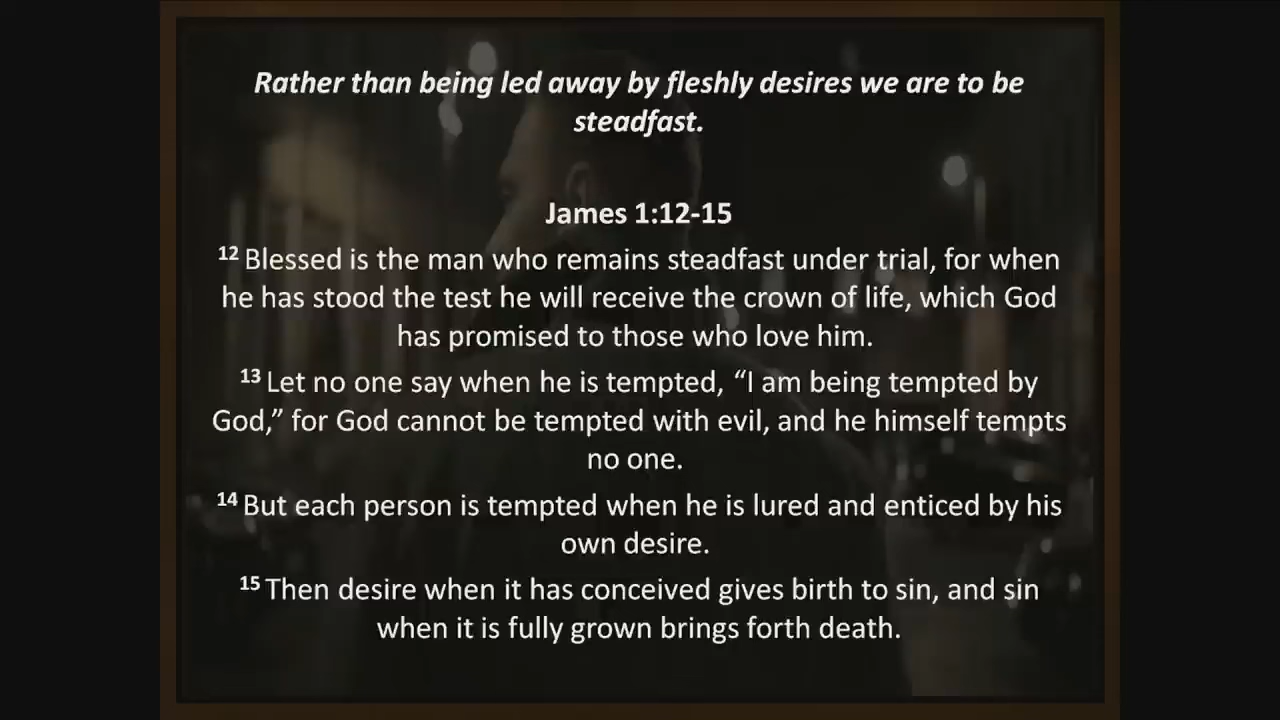 Rather than being led away by fleshly desires we are to be
steadfast.
James 1:12-15
12 Blessed is the man who remains steadfast under trial, for when
he has stood the test he will receive the crown of life, which God
has promised to those who love him.
13 Let no one say when he is tempted, “I am being tempted by
God,” for God cannot be tempted with evil, and he himself tempts
no one.
14 But each person is tempted when he is lured and enticed by his
own desire.
15 Then desire when it has conceived gives birth to sin, and sin
when it is fully grown brings forth death.